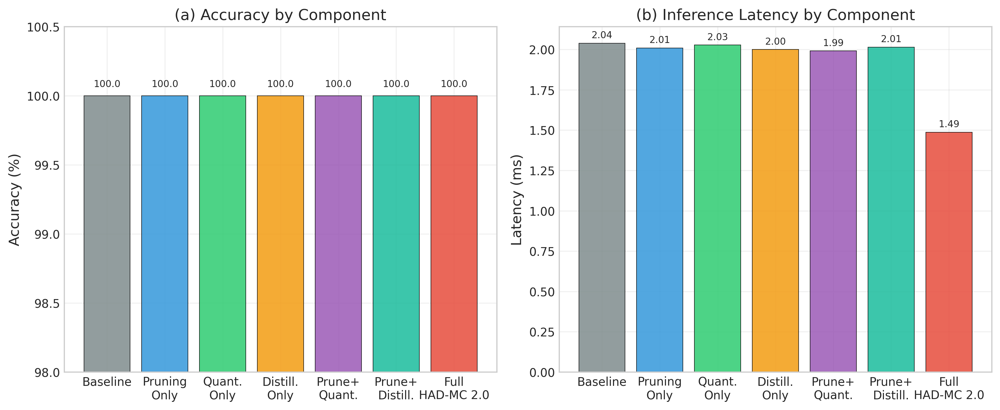 (a) Accuracy by Component
Accuracy (%)
100.5
100.0
99.5
99.0
98.5
98.0
100.0 100.0 100.0 100.0 100.0 100.0 100.0
Baseline Pruning Quant. Distill. Prune+ Prune+ Full
Only Only Only Quant. Distill. HAD-MC 2.0
(b) Inference Latency by Component
Latency (ms)
2.00
1.75
1.50
1.25
1.00
0.75
0.50
0.25
0.00
2.04 2.01 2.03 2.00 1.99 2.01 1.49
Baseline Pruning Quant. Distill. Prune+ Prune+ Full
Only Only Only Quant. Distill. HAD-MC 2.0